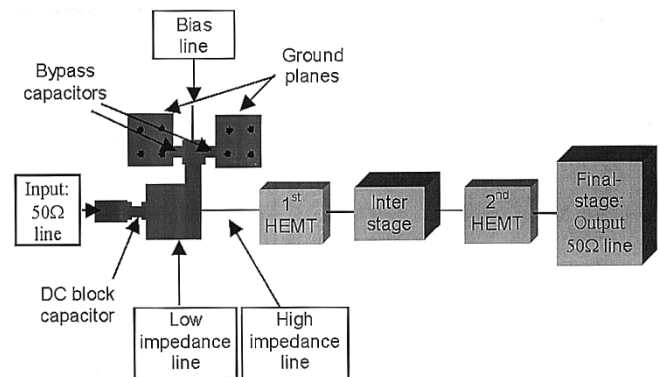 Bias
line
Ground
planes
Bypass
capacitors
Input:
50Ω
line
1st
HEMT
Inter
stage
2nd
HEMT
Final-
stage:
Output
50Ω line
DC block
capacitor
Low
impedance
line
High
impedance
line